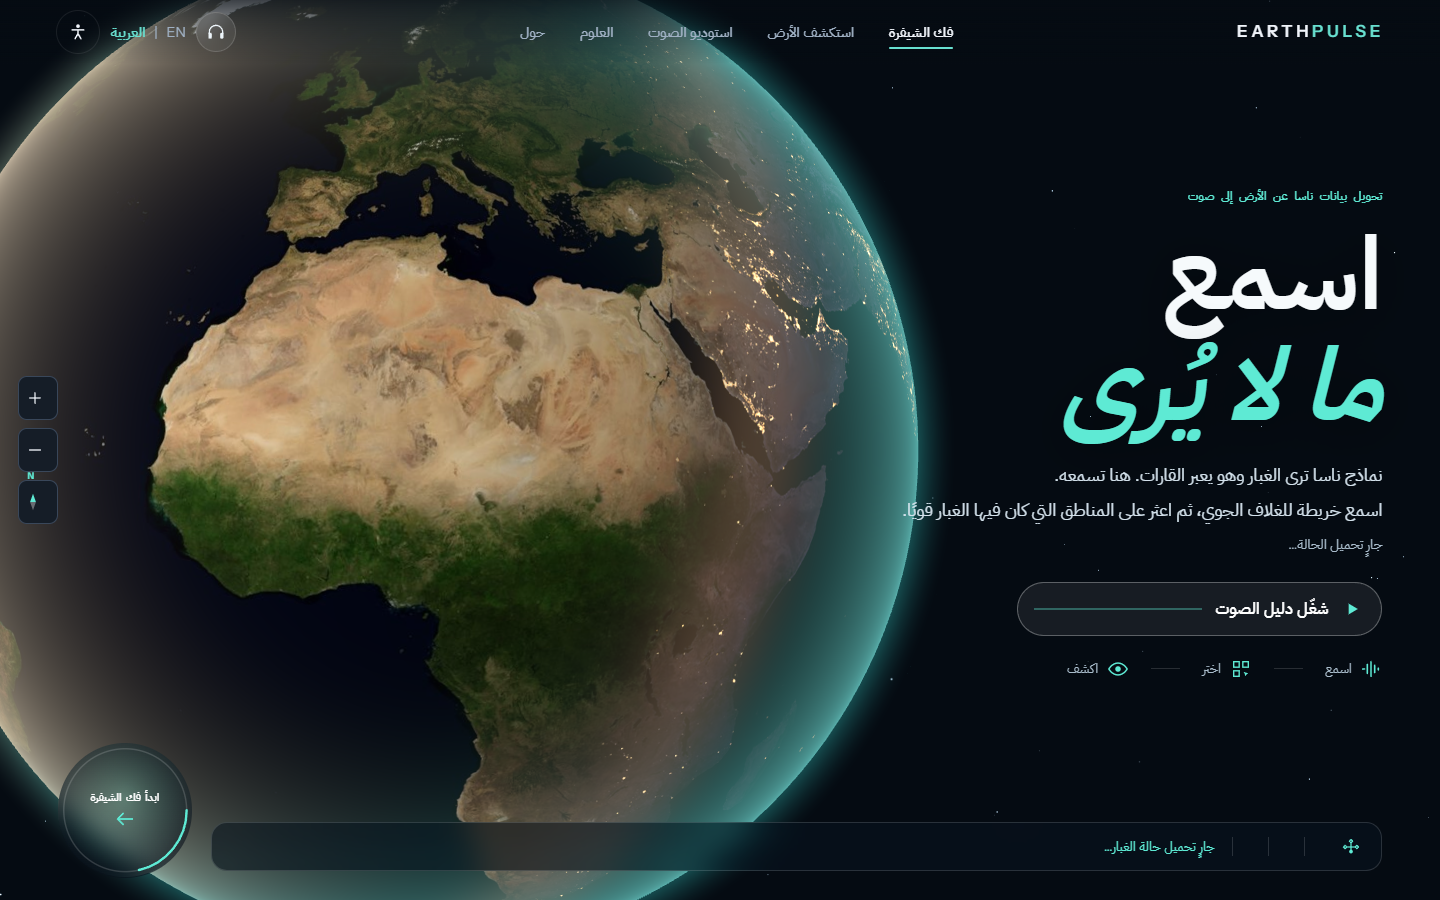 EARTHPULSE
فك الشيفرة
استكشف الأرض
استوديو الصوت
العلوم
حول
EN | العربية
تحويل بيانات ناسا عن الأرض إلى صوت
اسمع
ما لا يُرى
نماذج ناسا ترى الغبار وهو يعبر القارات. هنا تسمعه.
اسمع خريطة للغلاف الجوي، ثم اعثر على المناطق التي كان فيها الغبار قويًا.
جارٍ تحميل الحالة...
شغّل دليل الصوت
اسمع
اختر
اكشف
N
ابدأ فك الشيفرة
جارٍ تحميل حالة الغبار...